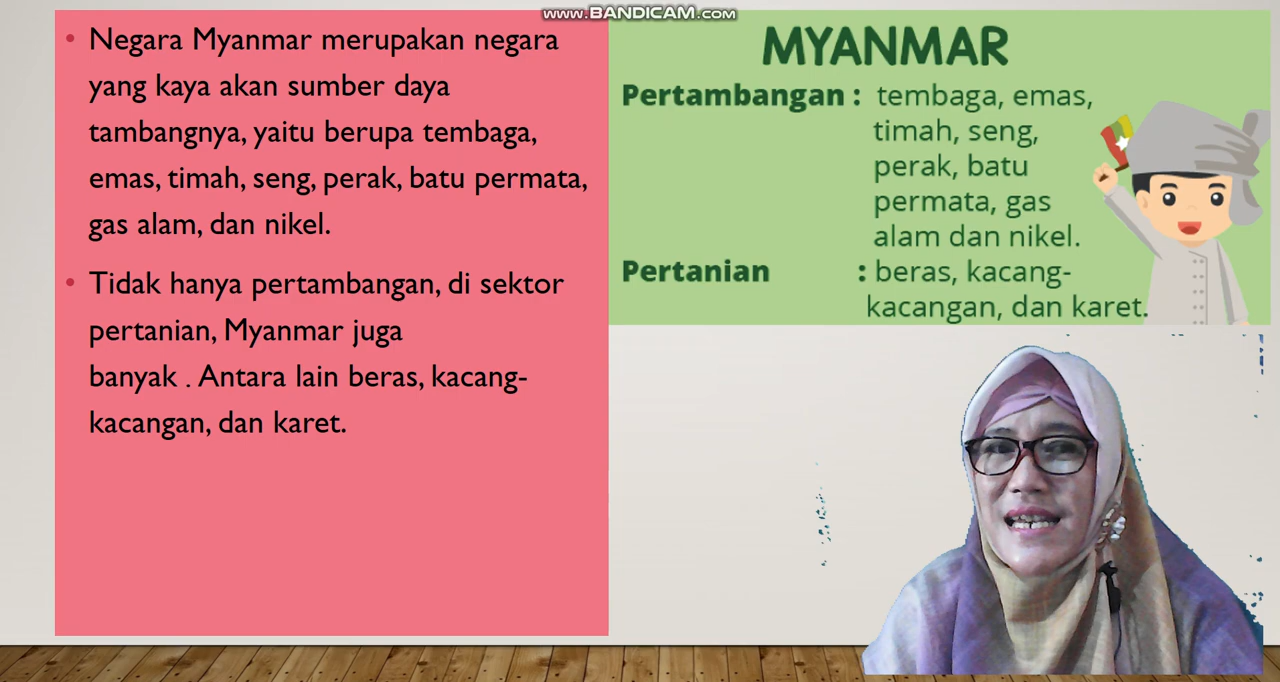 www.BANDICAM.com
• Negara Myanmar merupakan negara
yang kaya akan sumber daya
tambangnya, yaitu berupa tembaga,
emas, timah, seng, perak, batu permata,
gas alam, dan nikel.
• Tidak hanya pertambangan, di sektor
pertanian, Myanmar juga
banyak . Antara lain beras, kacang-
kacangan, dan karet.
MYANMAR
Pertambangan : tembaga, emas,
timah, seng,
perak, batu
permata, gas
alam dan nikel.
Pertanian : beras, kacang-
kacangan, dan karet.